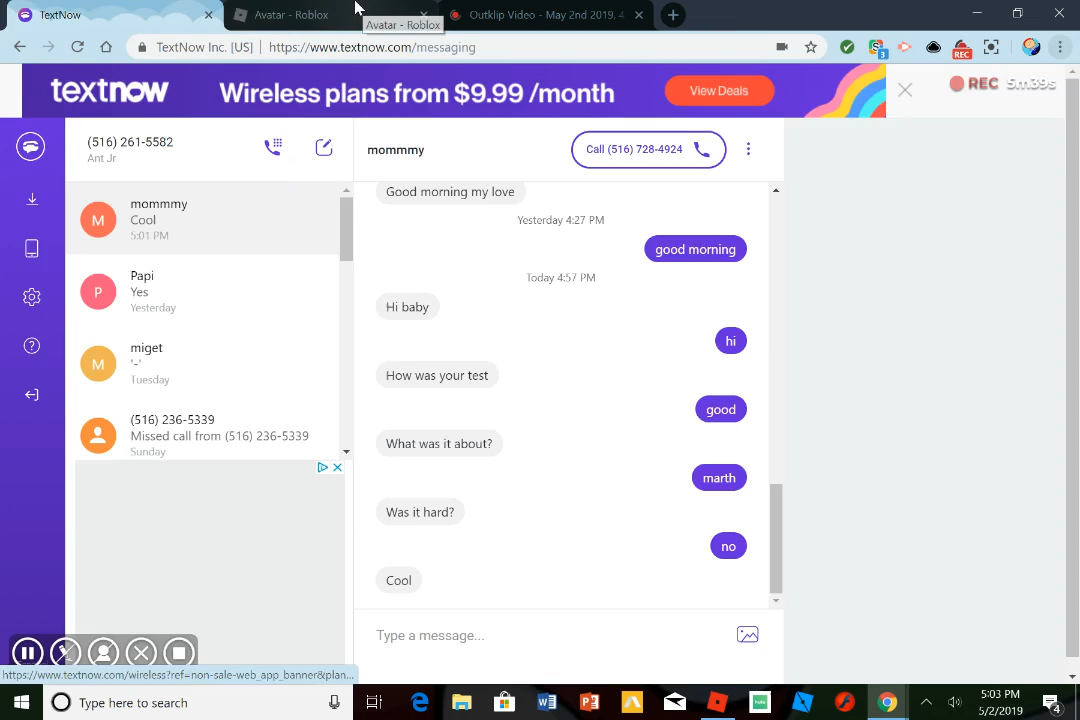 TextNow
Avatar - Roblox
Outklip Video - May 2nd 2019, 4
Avatar - Roblox
TextNow Inc. [US]
https://www.textnow.com/messaging
3
REC
textnow
Wireless plans from $9.99 /month
View Deals
REC 5m39s
(516) 261-5582
Ant Jr
mommmy
Call (516) 728-4924
M
mommmy
Cool
5:01 PM
P
Papi
Yes
Yesterday
M
miget
'-'
Tuesday
(516) 236-5339
Missed call from (516) 236-5339
Sunday
Good morning my love
Yesterday 4:27 PM
good morning
Today 4:57 PM
Hi baby
hi
How was your test
good
What was it about?
marth
Was it hard?
no
Cool
Type a message...
https://www.textnow.com/wireless?ref=non-sale-web_app_banner&plan...
Type here to search
hulu
5:03 PM
5/2/2019
4